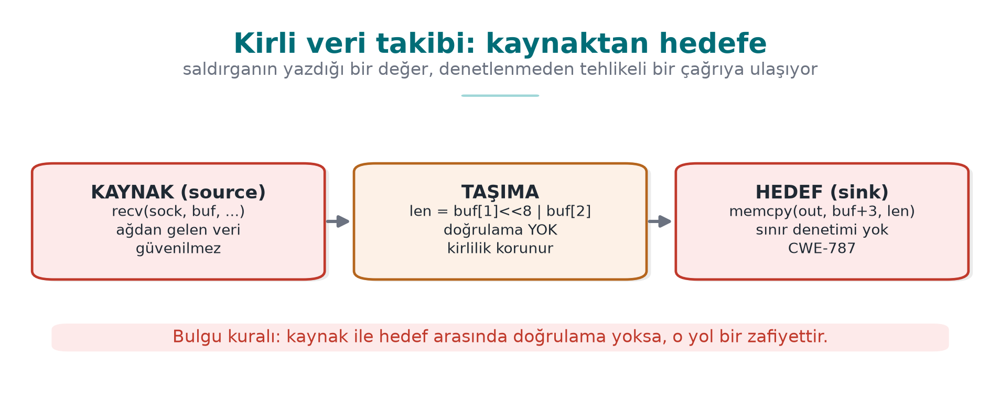 Kirli veri takibi: kaynaktan hedefe
saldırganın yazdığı bir değer, denetlenmeden tehlikeli bir çağrıya ulaşıyor
KAYNAK (source)
recv(sock, buf, ...)
ağdan gelen veri
güvenilmez
TAŞIMA
len = buf[1]<<8 | buf[2]
doğrulama YOK
kirlilik korunur
HEDEF (sink)
memcpy(out, buf+3, len)
sınır denetimi yok
CWE-787
Bulgu kuralı: kaynak ile hedef arasında doğrulama yoksa, o yol bir zafiyettir.